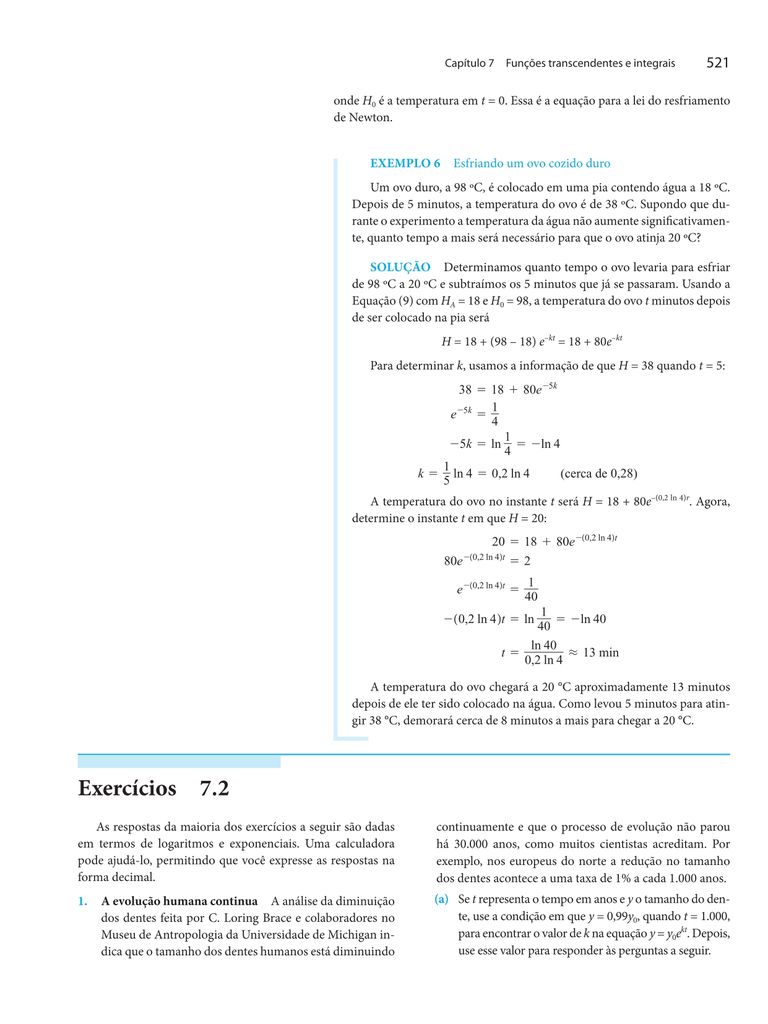 Capítulo 7 Funções transcendentes e integrais 521
onde H₀ é a temperatura em t = 0. Essa é a equação para a lei do resfriamento
de Newton.
EXEMPLO 6 Esfriando um ovo cozido duro
Um ovo duro, a 98 ºC, é colocado em uma pia contendo água a 18 ºC.
Depois de 5 minutos, a temperatura do ovo é de 38 ºC. Supondo que du-
rante o experimento a temperatura da água não aumente significativamen-
te, quanto tempo a mais será necessário para que o ovo atinja 20 ºC?
SOLUÇÃO Determinamos quanto tempo o ovo levaria para esfriar
de 98 ºC a 20 ºC e subtraímos os 5 minutos que já se passaram. Usando a
Equação (9) com H_A = 18 e H₀ = 98, a temperatura do ovo t minutos depois
de ser colocado na pia será
H = 18 + (98 – 18) e^{–kt} = 18 + 80e^{–kt}
Para determinar k, usamos a informação de que H = 38 quando t = 5:
38 = 18 + 80e^{−5k}
e^{−5k} = 1/4
−5k = ln 1/4 = −ln 4
k = 1/5 ln 4 = 0,2 ln 4 (cerca de 0,28)
A temperatura do ovo no instante t será H = 18 + 80e^{–(0,2 ln 4)t}. Agora,
determine o instante t em que H = 20:
20 = 18 + 80e^{−(0,2 ln 4)t}
80e^{−(0,2 ln 4)t} = 2
e^{−(0,2 ln 4)t} = 1/40
−(0,2 ln 4)t = ln 1/40 = −ln 40
t = ln 40/0,2 ln 4 ≈ 13 min
A temperatura do ovo chegará a 20 °C aproximadamente 13 minutos
depois de ele ter sido colocado na água. Como levou 5 minutos para atin-
gir 38 °C, demorará cerca de 8 minutos a mais para chegar a 20 °C.
Exercícios 7.2
As respostas da maioria dos exercícios a seguir são dadas
em termos de logaritmos e exponenciais. Uma calculadora
pode ajudá-lo, permitindo que você expresse as respostas na
forma decimal.
1. A evolução humana continua A análise da diminuição
dos dentes feita por C. Loring Brace e colaboradores no
Museu de Antropologia da Universidade de Michigan in-
dica que o tamanho dos dentes humanos está diminuindo
continuamente e que o processo de evolução não parou
há 30.000 anos, como muitos cientistas acreditam. Por
exemplo, nos europeus do norte a redução no tamanho
dos dentes acontece a uma taxa de 1% a cada 1.000 anos.
(a) Se t representa o tempo em anos e y o tamanho do den-
te, use a condição em que y = 0,99y₀, quando t = 1.000,
para encontrar o valor de k na equação y = y₀e^{kt}. Depois,
use esse valor para responder às perguntas a seguir.